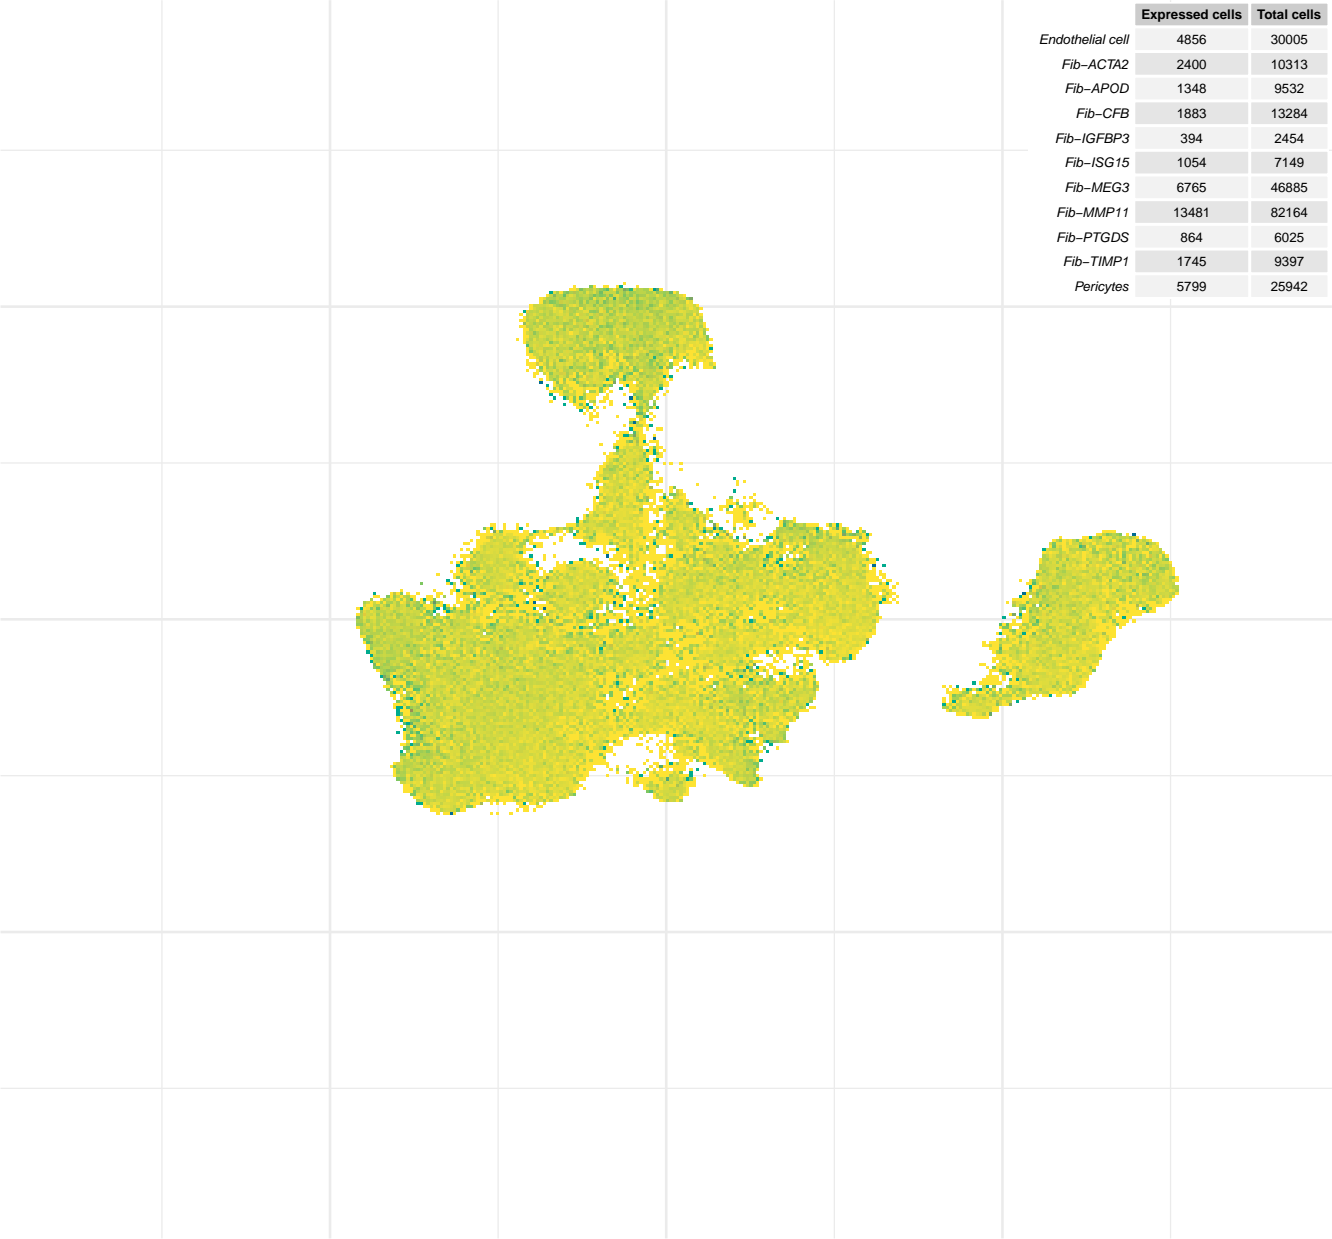 Expressed cells Total cells
Endothelial cell 4856 30005
Fib−ACTA2 2400 10313
Fib−APOD 1348 9532
Fib−CFB 1883 13284
Fib−IGFBP3 394 2454
Fib−ISG15 1054 7149
Fib−MEG3 6765 46885
Fib−MMP11 13481 82164
Fib−PTGDS 864 6025
Fib−TIMP1 1745 9397
Pericytes 5799 25942